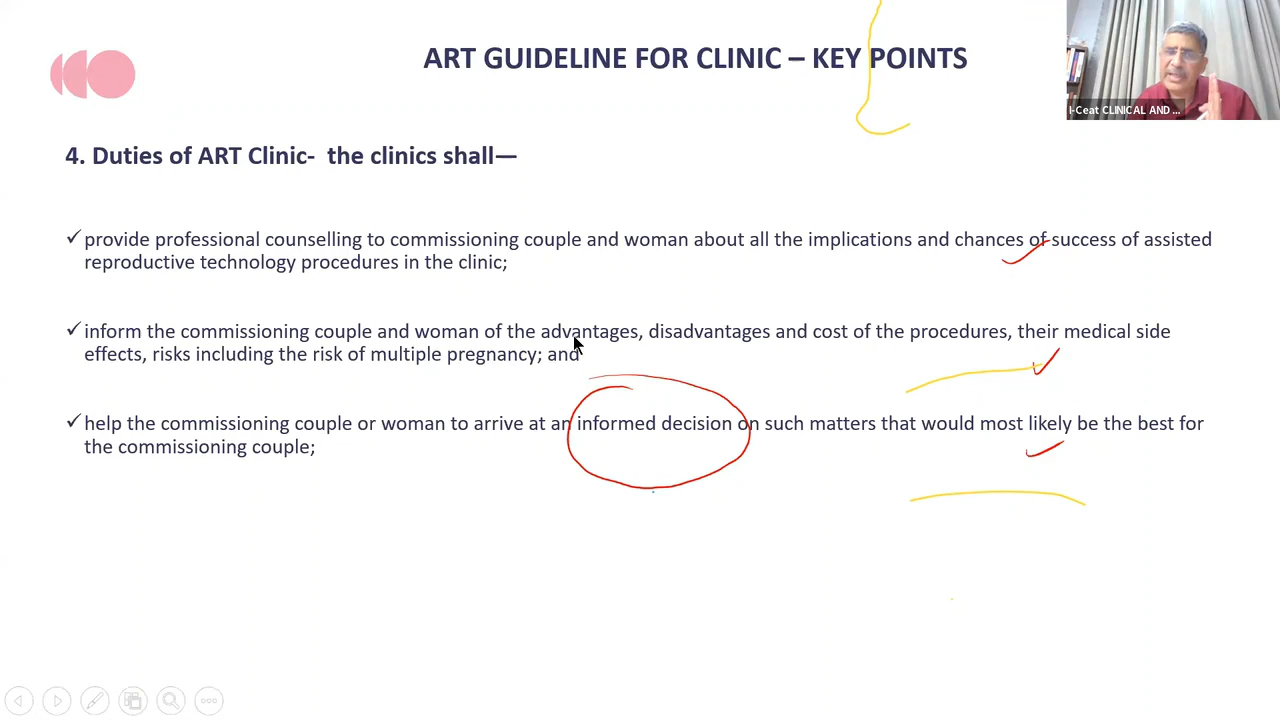 ART GUIDELINE FOR CLINIC – KEY POINTS
I-Ceat CLINICAL AND ...
4. Duties of ART Clinic-  the clinics shall—
✓ provide professional counselling to commissioning couple and woman about all the implications and chances of success of assisted
reproductive technology procedures in the clinic;
✓ inform the commissioning couple and woman of the advantages, disadvantages and cost of the procedures, their medical side
effects, risks including the risk of multiple pregnancy; and
✓ help the commissioning couple or woman to arrive at an informed decision on such matters that would most likely be the best for
the commissioning couple;